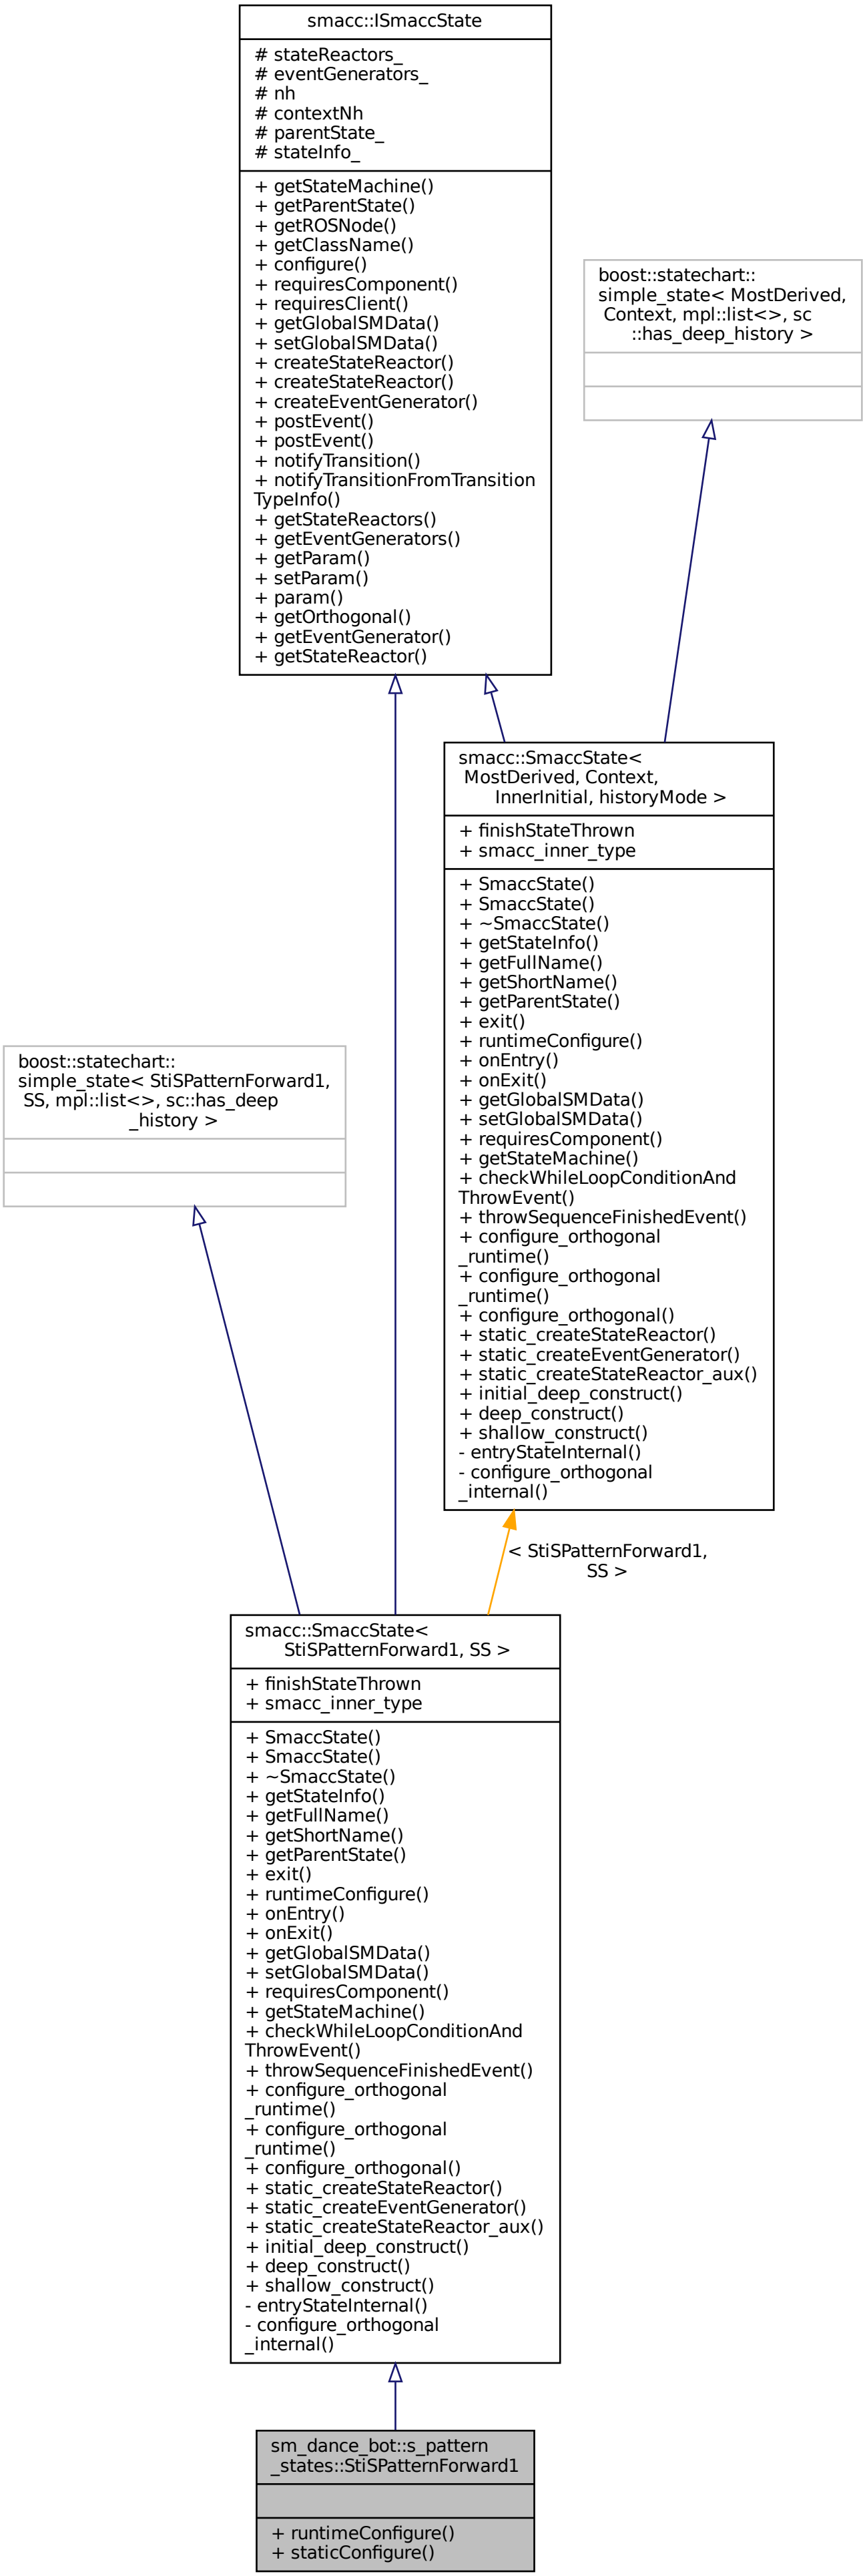 smacc::ISmaccState
# stateReactors_
# eventGenerators_
# nh
# contextNh
# parentState_
# stateInfo_
+ getStateMachine()
+ getParentState()
+ getROSNode()
+ getClassName()
+ configure()
+ requiresComponent()
+ requiresClient()
+ getGlobalSMData()
+ setGlobalSMData()
+ createStateReactor()
+ createStateReactor()
+ createEventGenerator()
+ postEvent()
+ postEvent()
+ notifyTransition()
+ notifyTransitionFromTransition
TypeInfo()
+ getStateReactors()
+ getEventGenerators()
+ getParam()
+ setParam()
+ param()
+ getOrthogonal()
+ getEventGenerator()
+ getStateReactor()
boost::statechart::
simple_state< MostDerived,
Context, mpl::list<>, sc
::has_deep_history >
smacc::SmaccState<
MostDerived, Context,
InnerInitial, historyMode >
+ finishStateThrown
+ smacc_inner_type
+ SmaccState()
+ SmaccState()
+ ~SmaccState()
+ getStateInfo()
+ getFullName()
+ getShortName()
+ getParentState()
+ exit()
+ runtimeConfigure()
+ onEntry()
+ onExit()
+ getGlobalSMData()
+ setGlobalSMData()
+ requiresComponent()
+ getStateMachine()
+ checkWhileLoopConditionAnd
ThrowEvent()
+ throwSequenceFinishedEvent()
+ configure_orthogonal
_runtime()
+ configure_orthogonal
_runtime()
+ configure_orthogonal()
+ static_createStateReactor()
+ static_createEventGenerator()
+ static_createStateReactor_aux()
+ initial_deep_construct()
+ deep_construct()
+ shallow_construct()
- entryStateInternal()
- configure_orthogonal
_internal()
boost::statechart::
simple_state< StiSPatternForward1,
SS, mpl::list<>, sc::has_deep
_history >
< StiSPatternForward1,
SS >
smacc::SmaccState<
StiSPatternForward1, SS >
+ finishStateThrown
+ smacc_inner_type
+ SmaccState()
+ SmaccState()
+ ~SmaccState()
+ getStateInfo()
+ getFullName()
+ getShortName()
+ getParentState()
+ exit()
+ runtimeConfigure()
+ onEntry()
+ onExit()
+ getGlobalSMData()
+ setGlobalSMData()
+ requiresComponent()
+ getStateMachine()
+ checkWhileLoopConditionAnd
ThrowEvent()
+ throwSequenceFinishedEvent()
+ configure_orthogonal
_runtime()
+ configure_orthogonal
_runtime()
+ configure_orthogonal()
+ static_createStateReactor()
+ static_createEventGenerator()
+ static_createStateReactor_aux()
+ initial_deep_construct()
+ deep_construct()
+ shallow_construct()
- entryStateInternal()
- configure_orthogonal
_internal()
sm_dance_bot::s_pattern
_states::StiSPatternForward1
+ runtimeConfigure()
+ staticConfigure()